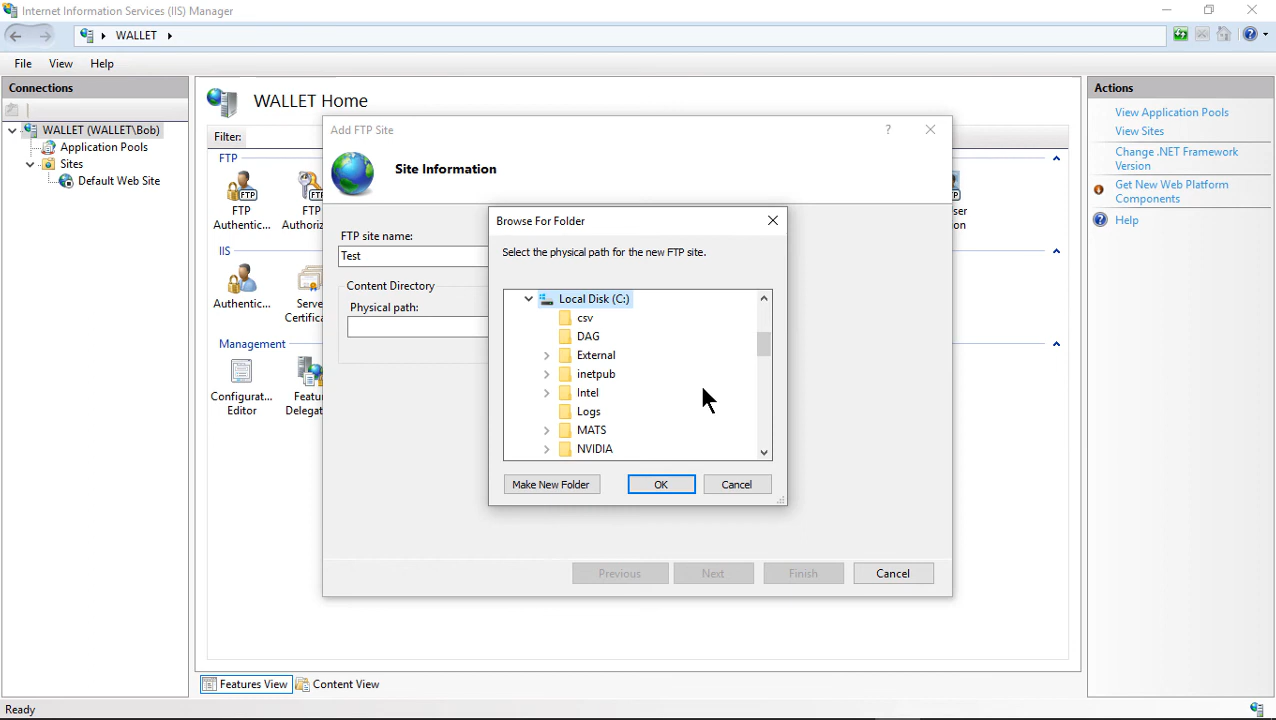 Internet Information Services (IIS) Manager
WALLET
File View Help
Connections
WALLET (WALLET\Bob)
Application Pools
Sites
Default Web Site
WALLET Home
Filter:
FTP
FTP Authentic...
FTP Authoriz
IIS
Authentic...
Serve Certifica
Management
Configurat... Editor
Featur Delegat
Add FTP Site
?
Site Information
FTP site name:
Test
Content Directory
Physical path:
Previous
Next
Finish
Cancel
Browse For Folder
Select the physical path for the new FTP site.
Local Disk (C:)
csv
DAG
External
inetpub
Intel
Logs
MATS
NVIDIA
Make New Folder
OK
Cancel
Features View
Content View
Actions
View Application Pools
View Sites
Change .NET Framework
Version
Get New Web Platform
Components
Help
Ready